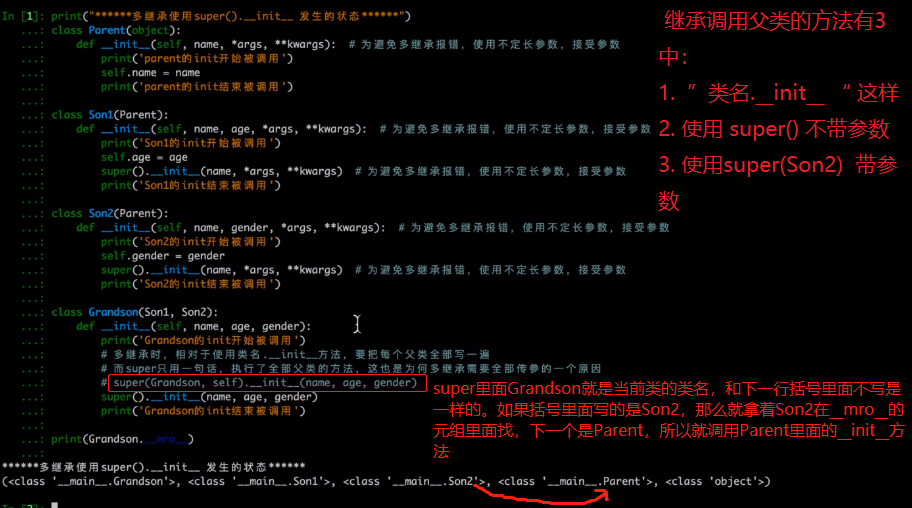 In [1]: print("******多继承使用super().__init__ 发生的状态******")
...: class Parent(object):
...:     def __init__(self, name, *args, **kwargs):  # 为避免多继承报错，使用不定长参数，接受参数
...:         print('parent的init开始被调用')
...:         self.name = name
...:         print('parent的init结束被调用')
...:
...: class Son1(Parent):
...:     def __init__(self, name, age, *args, **kwargs):  # 为避免多继承报错，使用不定长参数，接受参数
...:         print('Son1的init开始被调用')
...:         self.age = age
...:         super().__init__(name, *args, **kwargs)  # 为避免多继承报错，使用不定长参数，接受参数
...:         print('Son1的init结束被调用')
...:
...: class Son2(Parent):
...:     def __init__(self, name, gender, *args, **kwargs):  # 为避免多继承报错，使用不定长参数，接受参数
...:         print('Son2的init开始被调用')
...:         self.gender = gender
...:         super().__init__(name, *args, **kwargs)  # 为避免多继承报错，使用不定长参数，接受参数
...:         print('Son2的init结束被调用')
...:
...: class Grandson(Son1, Son2):
...:     def __init__(self, name, age, gender):
...:         print('Grandson的init开始被调用')
...:         # 多继承时，相对于使用类名.__init__方法，要把每个父类全部写一遍
...:         # 而super只用一句话，执行了全部父类的方法，这也是为何多继承需要全部传参的一个原因
...:         # super(Grandson, self).__init__(name, age, gender)
...:         super().__init__(name, age, gender)
...:         print('Grandson的init结束被调用')
...:
...: print(Grandson.__mro__)
...:
******多继承使用super().__init__ 发生的状态******
(<class '__main__.Grandson'>, <class '__main__.Son1'>, <class '__main__.Son2'>, <class '__main__.Parent'>, <class 'object'>)
继承调用父类的方法有3
中：
1. ”类名.__init__ “ 这样
2. 使用 super() 不带参数
3. 使用super(Son2) 带参
数
super里面Grandson就是当前类的类名，和下一行括号里面不写是
一样的。如果括号里面写的是Son2，那么就拿着Son2在__mro__的
元组里面找，下一个是Parent，所以就调用Parent里面的__init__方
法